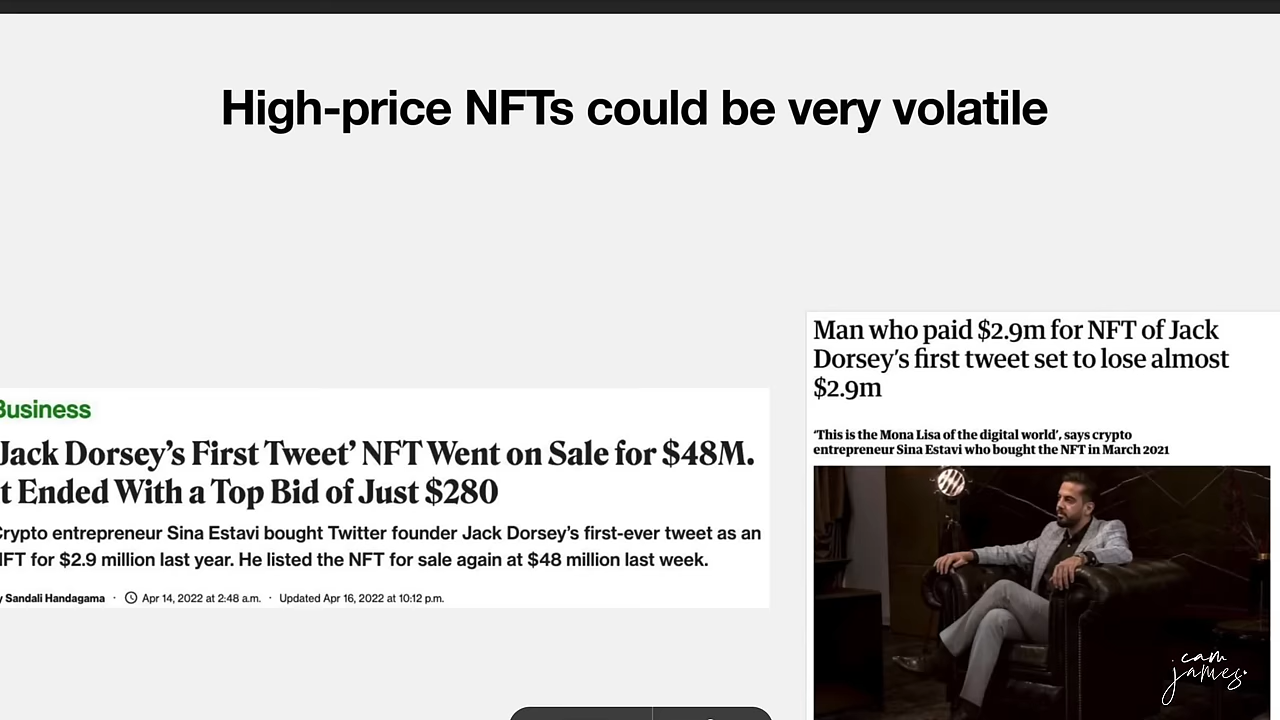 High-price NFTs could be very volatile
Business
Jack Dorsey’s First Tweet’ NFT Went on Sale for $48M.
t Ended With a Top Bid of Just $280
Crypto entrepreneur Sina Estavi bought Twitter founder Jack Dorsey’s first-ever tweet as an
NFT for $2.9 million last year. He listed the NFT for sale again at $48 million last week.
y Sandali Handagama · Apr 14, 2022 at 2:48 a.m. · Updated Apr 16, 2022 at 10:12 p.m.
Man who paid $2.9m for NFT of Jack
Dorsey’s first tweet set to lose almost
$2.9m
‘This is the Mona Lisa of the digital world’, says crypto
entrepreneur Sina Estavi who bought the NFT in March 2021
cam
james